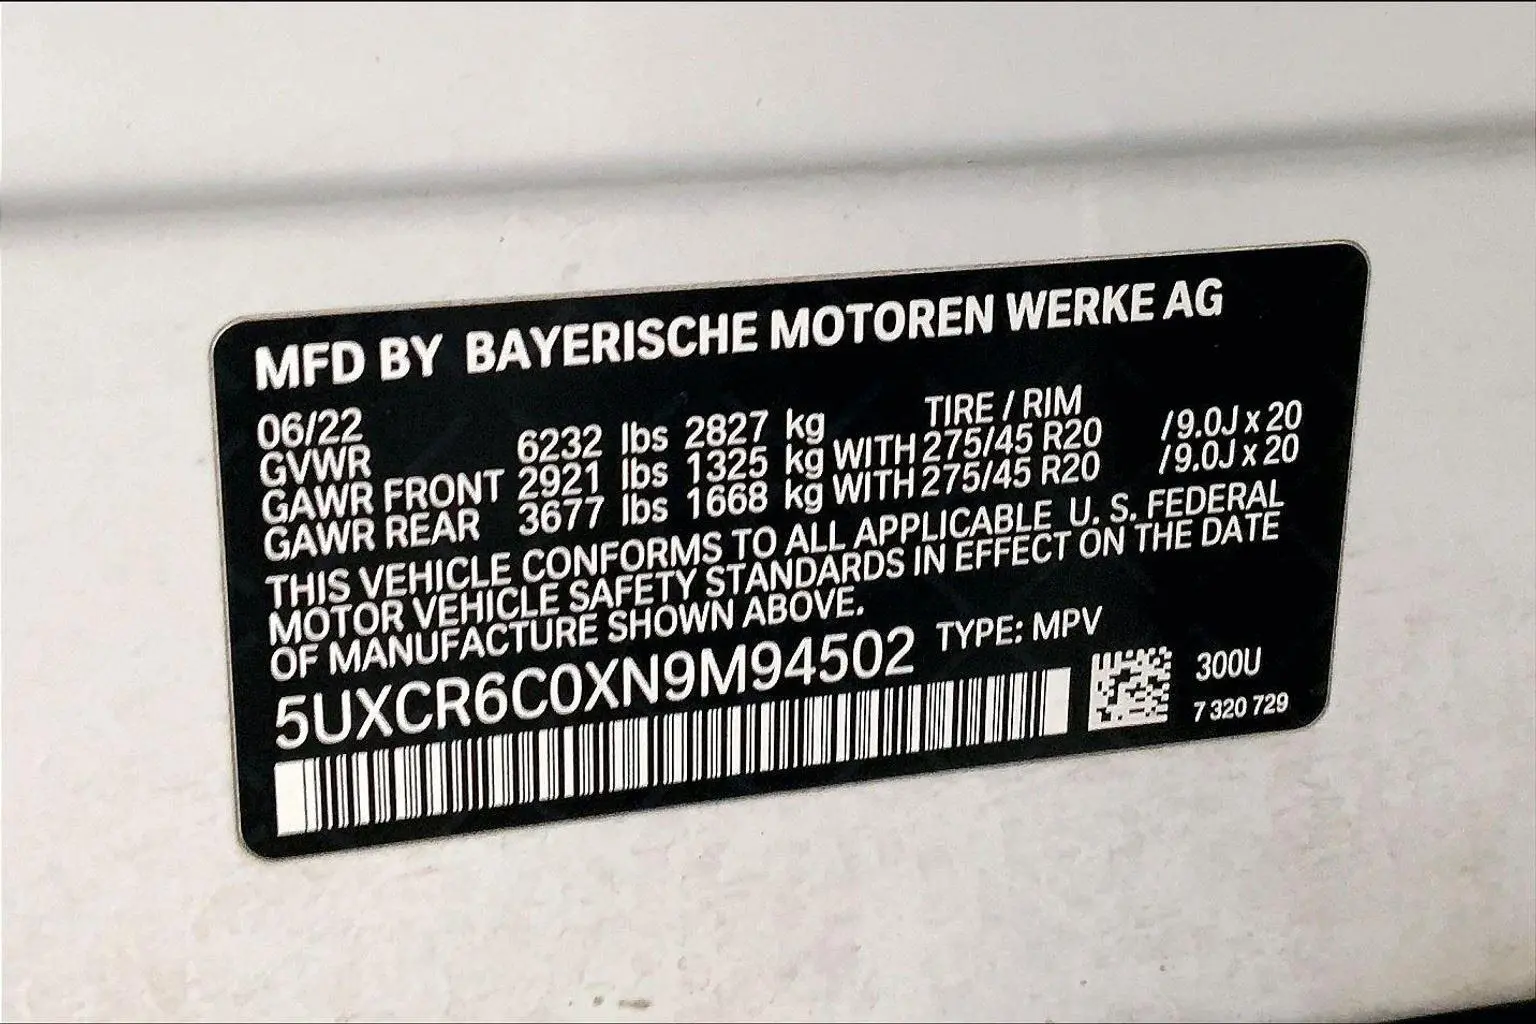 MFD BY BAYERISCHE MOTOREN WERKE AG
06/22 TIRE / RIM
GVWR 6232 lbs 2827 kg
GAWR FRONT 2921 lbs 1325 kg WITH 275/45 R20 /9.0J x 20
GAWR REAR 3677 lbs 1668 kg WITH 275/45 R20 /9.0J x 20
THIS VEHICLE CONFORMS TO ALL APPLICABLE U. S. FEDERAL
MOTOR VEHICLE SAFETY STANDARDS IN EFFECT ON THE DATE
OF MANUFACTURE SHOWN ABOVE.
5UXCR6C0XN9M94502 TYPE: MPV
300U
7 320 729